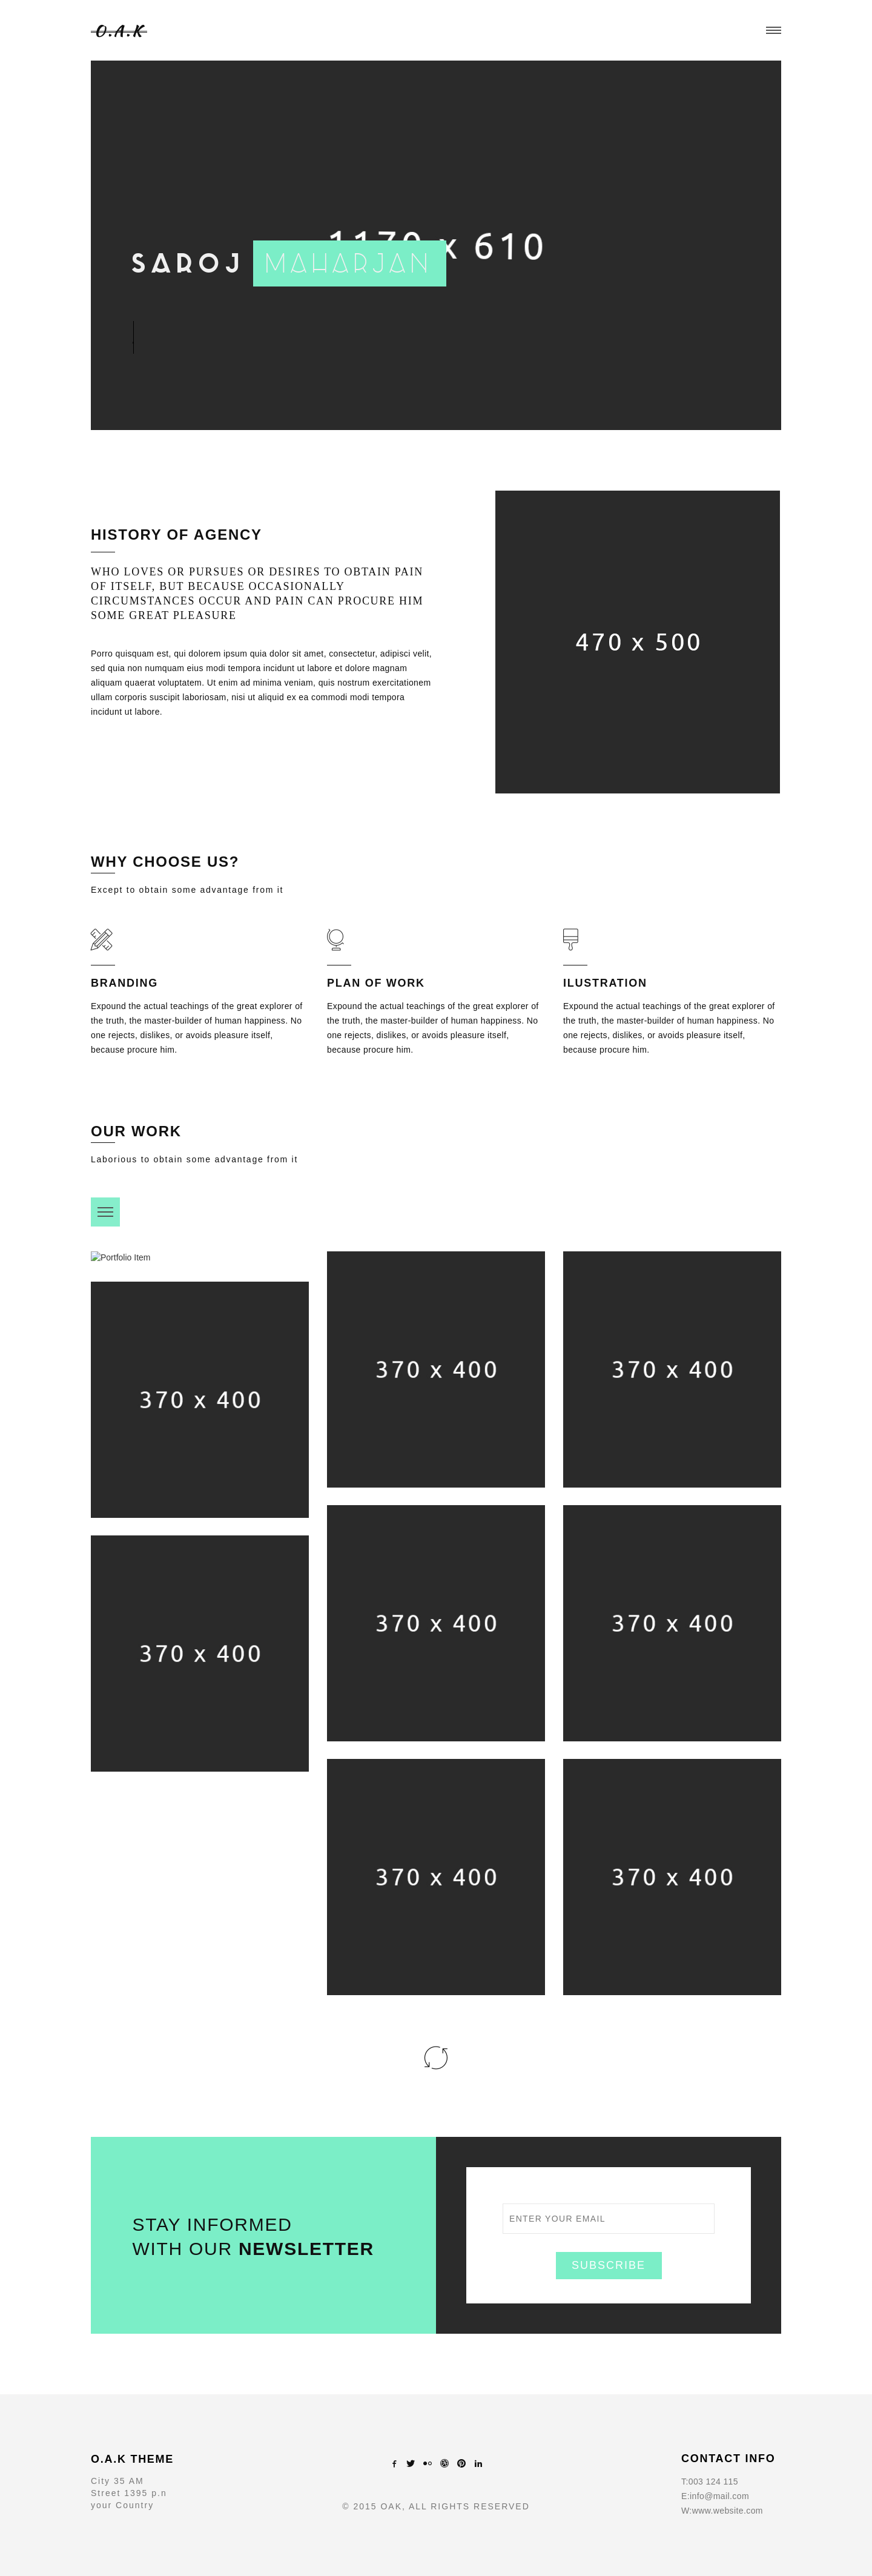 O.A.K
1170 x 610
SAROJ MAHARJAN
HISTORY OF AGENCY
WHO LOVES OR PURSUES OR DESIRES TO OBTAIN PAIN
OF ITSELF, BUT BECAUSE OCCASIONALLY
CIRCUMSTANCES OCCUR AND PAIN CAN PROCURE HIM
SOME GREAT PLEASURE
Porro quisquam est, qui dolorem ipsum quia dolor sit amet, consectetur, adipisci velit,
sed quia non numquam eius modi tempora incidunt ut labore et dolore magnam
aliquam quaerat voluptatem. Ut enim ad minima veniam, quis nostrum exercitationem
ullam corporis suscipit laboriosam, nisi ut aliquid ex ea commodi modi tempora
incidunt ut labore.
470 x 500
WHY CHOOSE US?
Except to obtain some advantage from it
BRANDING
Expound the actual teachings of the great explorer of
the truth, the master-builder of human happiness. No
one rejects, dislikes, or avoids pleasure itself,
because procure him.
PLAN OF WORK
Expound the actual teachings of the great explorer of
the truth, the master-builder of human happiness. No
one rejects, dislikes, or avoids pleasure itself,
because procure him.
ILUSTRATION
Expound the actual teachings of the great explorer of
the truth, the master-builder of human happiness. No
one rejects, dislikes, or avoids pleasure itself,
because procure him.
OUR WORK
Laborious to obtain some advantage from it
Portfolio Item
370 x 400
370 x 400
370 x 400
370 x 400
370 x 400
370 x 400
370 x 400
370 x 400
STAY INFORMED
WITH OUR NEWSLETTER
ENTER YOUR EMAIL
SUBSCRIBE
O.A.K THEME
City 35 AM
Street 1395 p.n
your Country
© 2015 OAK, ALL RIGHTS RESERVED
CONTACT INFO
T:003 124 115
E:info@mail.com
W:www.website.com